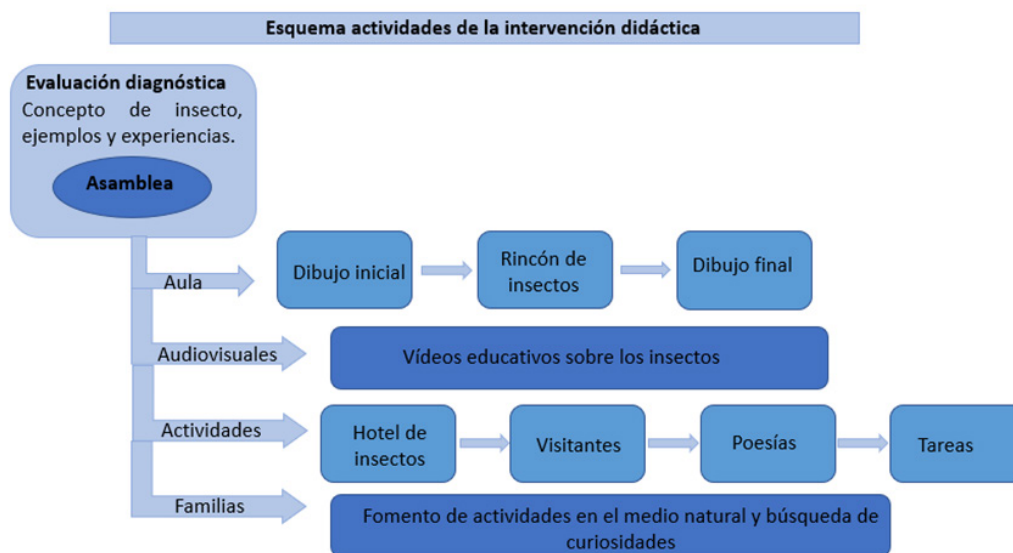 Esquema actividades de la intervención didáctica
Evaluación diagnóstica
Concepto de insecto,
ejemplos y experiencias.
Asamblea
Aula
Dibujo inicial
Rincón de
insectos
Dibujo final
Audiovisuales
Vídeos educativos sobre los insectos
Actividades
Hotel de
insectos
Visitantes
Poesías
Tareas
Familias
Fomento de actividades en el medio natural y búsqueda de
curiosidades